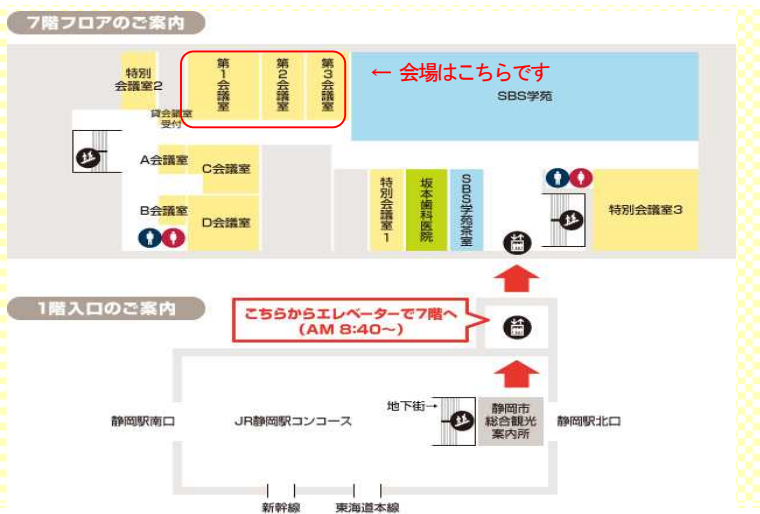 7階フロアのご案内
特別
会議室2
第1会議室
第2会議室
第3会議室
← 会場はこちらです
SBS学苑
貸会議室
受付
A会議室
C会議室
B会議室
D会議室
特別会議室1
坂本歯科医院
SBS学苑茶室
特別会議室3
1階入口のご案内
こちらからエレベーターで7階へ
(AM 8:40～)
地下街→
静岡市
総合観光
案内所
静岡駅南口
JR静岡駅コンコース
静岡駅北口
新幹線
東海道本線